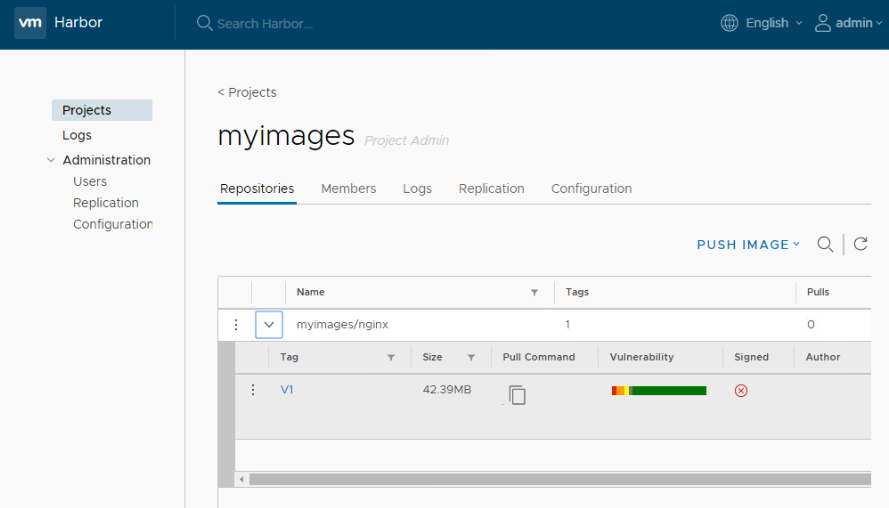 vm Harbor Search Harbor... English admin
Projects
Logs
Administration
Users
Replication
Configuration
< Projects
myimages Project Admin
Repositories Members Logs Replication Configuration
PUSH IMAGE
Name Tags Pulls
myimages/nginx 1 0
Tag Size Pull Command Vulnerability Signed Author
V1 42.39MB